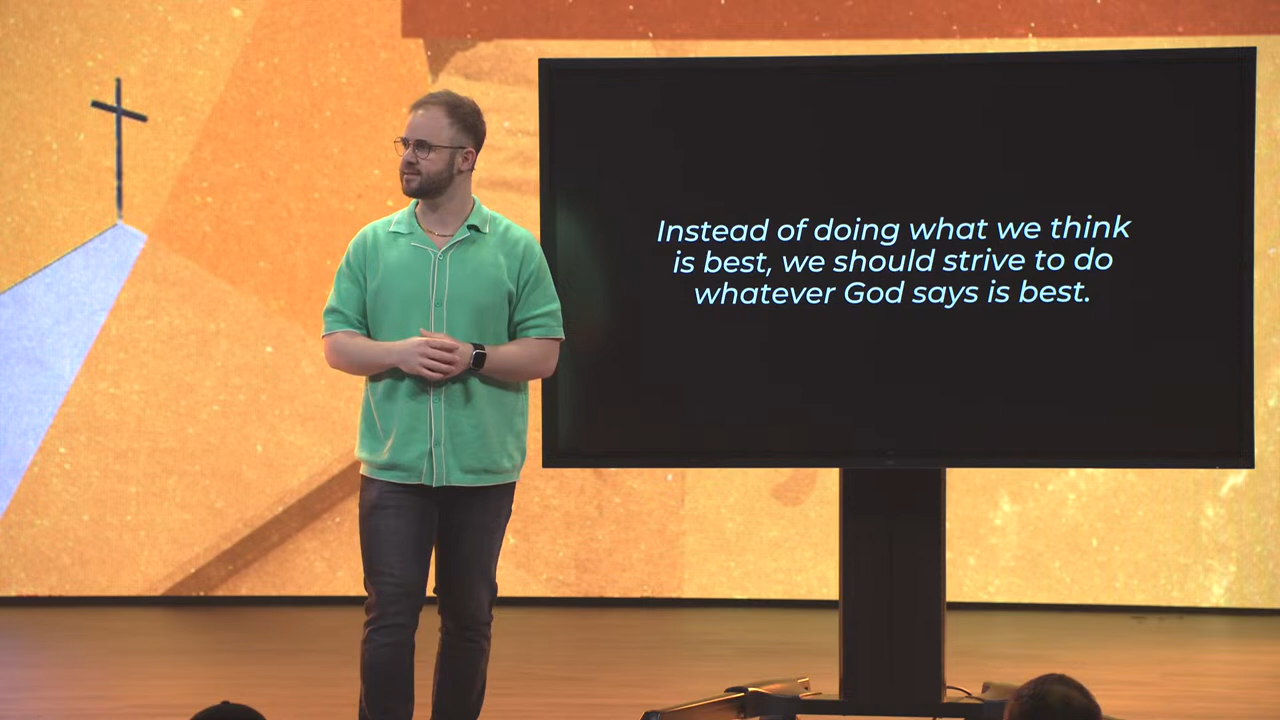 Instead of doing what we think
is best, we should strive to do
whatever God says is best.